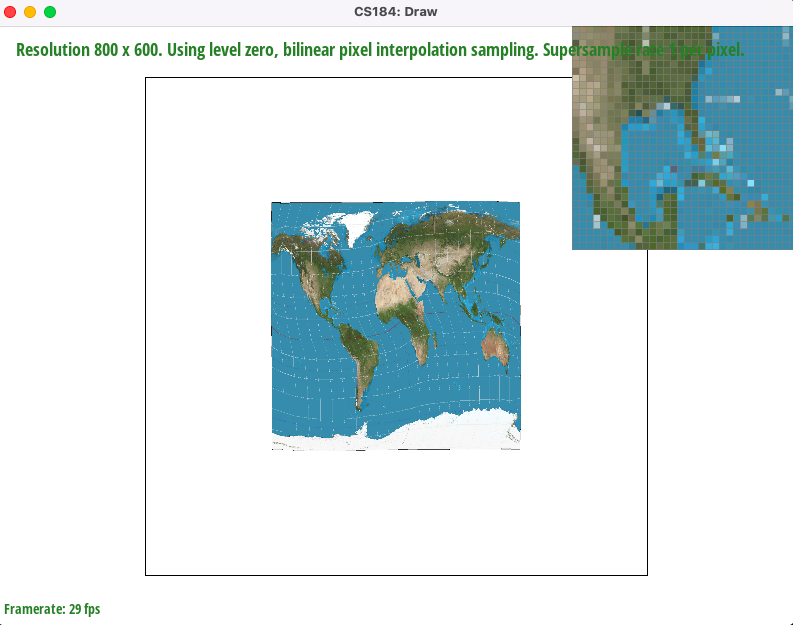 CS184: Draw
Resolution 800 x 600. Using level zero, bilinear pixel interpolation sampling. Supersample rate 1 per pixel.
Framerate: 29 fps